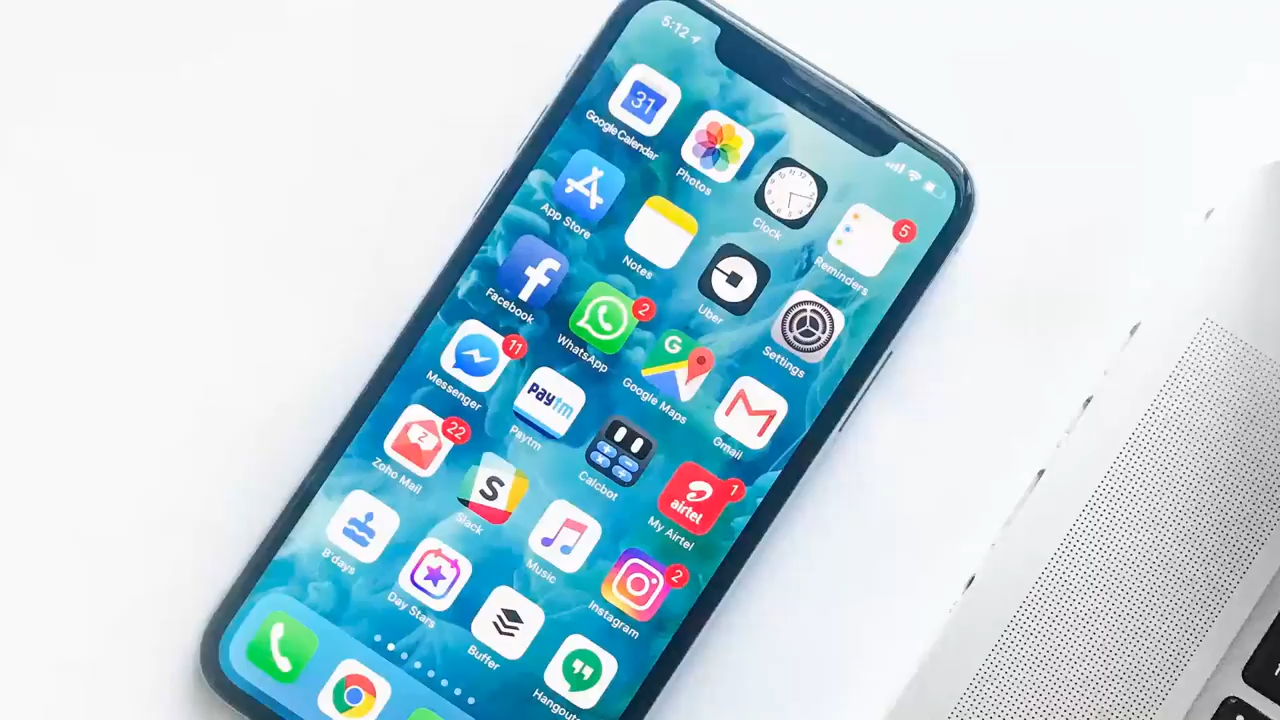 5:12
31
Google Calendar
Photos
Clock
5
Reminders
App Store
Notes
Uber
Settings
Facebook
2
WhatsApp
G
Google Maps
Gmail
11
Messenger
Paytm
Paytm
Calcbot
1
airtel
My Airtel
22
Z
Zoho Mail
S
Slack
Music
2
Instagram
B'days
Day Stars
Buffer
Hangouts